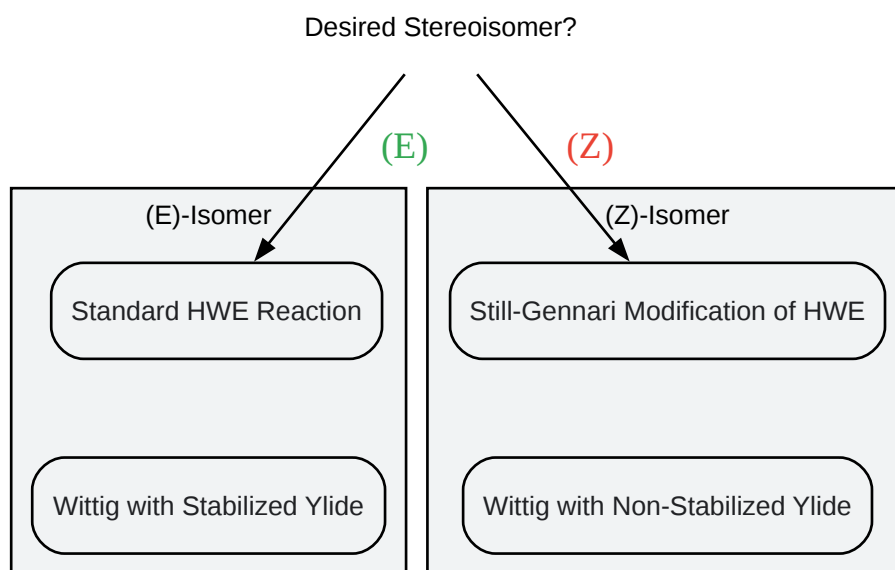 Desired Stereoisomer?
(E)
(Z)
(E)-Isomer
(Z)-Isomer
Standard HWE Reaction
Still-Gennari Modification of HWE
Wittig with Stabilized Ylide
Wittig with Non-Stabilized Ylide